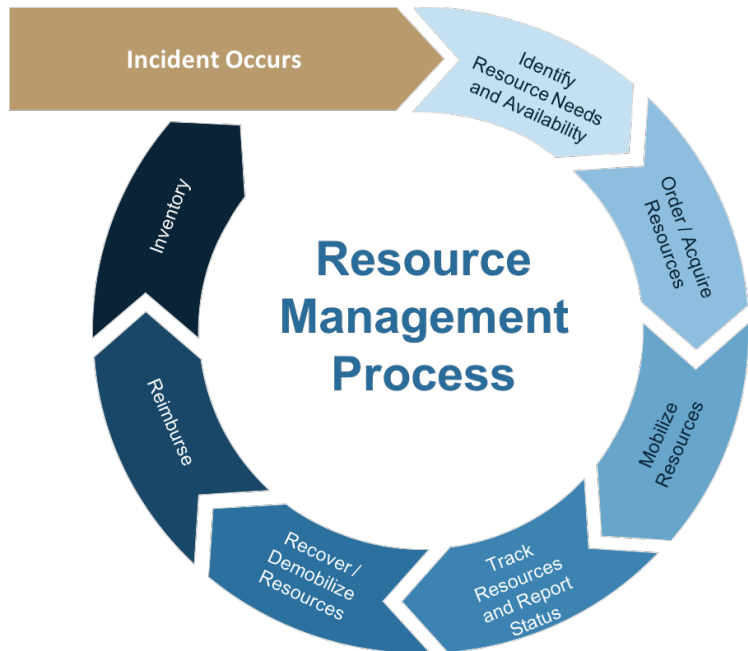 Incident Occurs
Identify
Resource Needs
and Availability
Order / Acquire
Resources
Mobilize
Resources
Track
Resources
and Report
Status
Recover /
Demobilize
Resources
Reimburse
Inventory
Resource
Management
Process